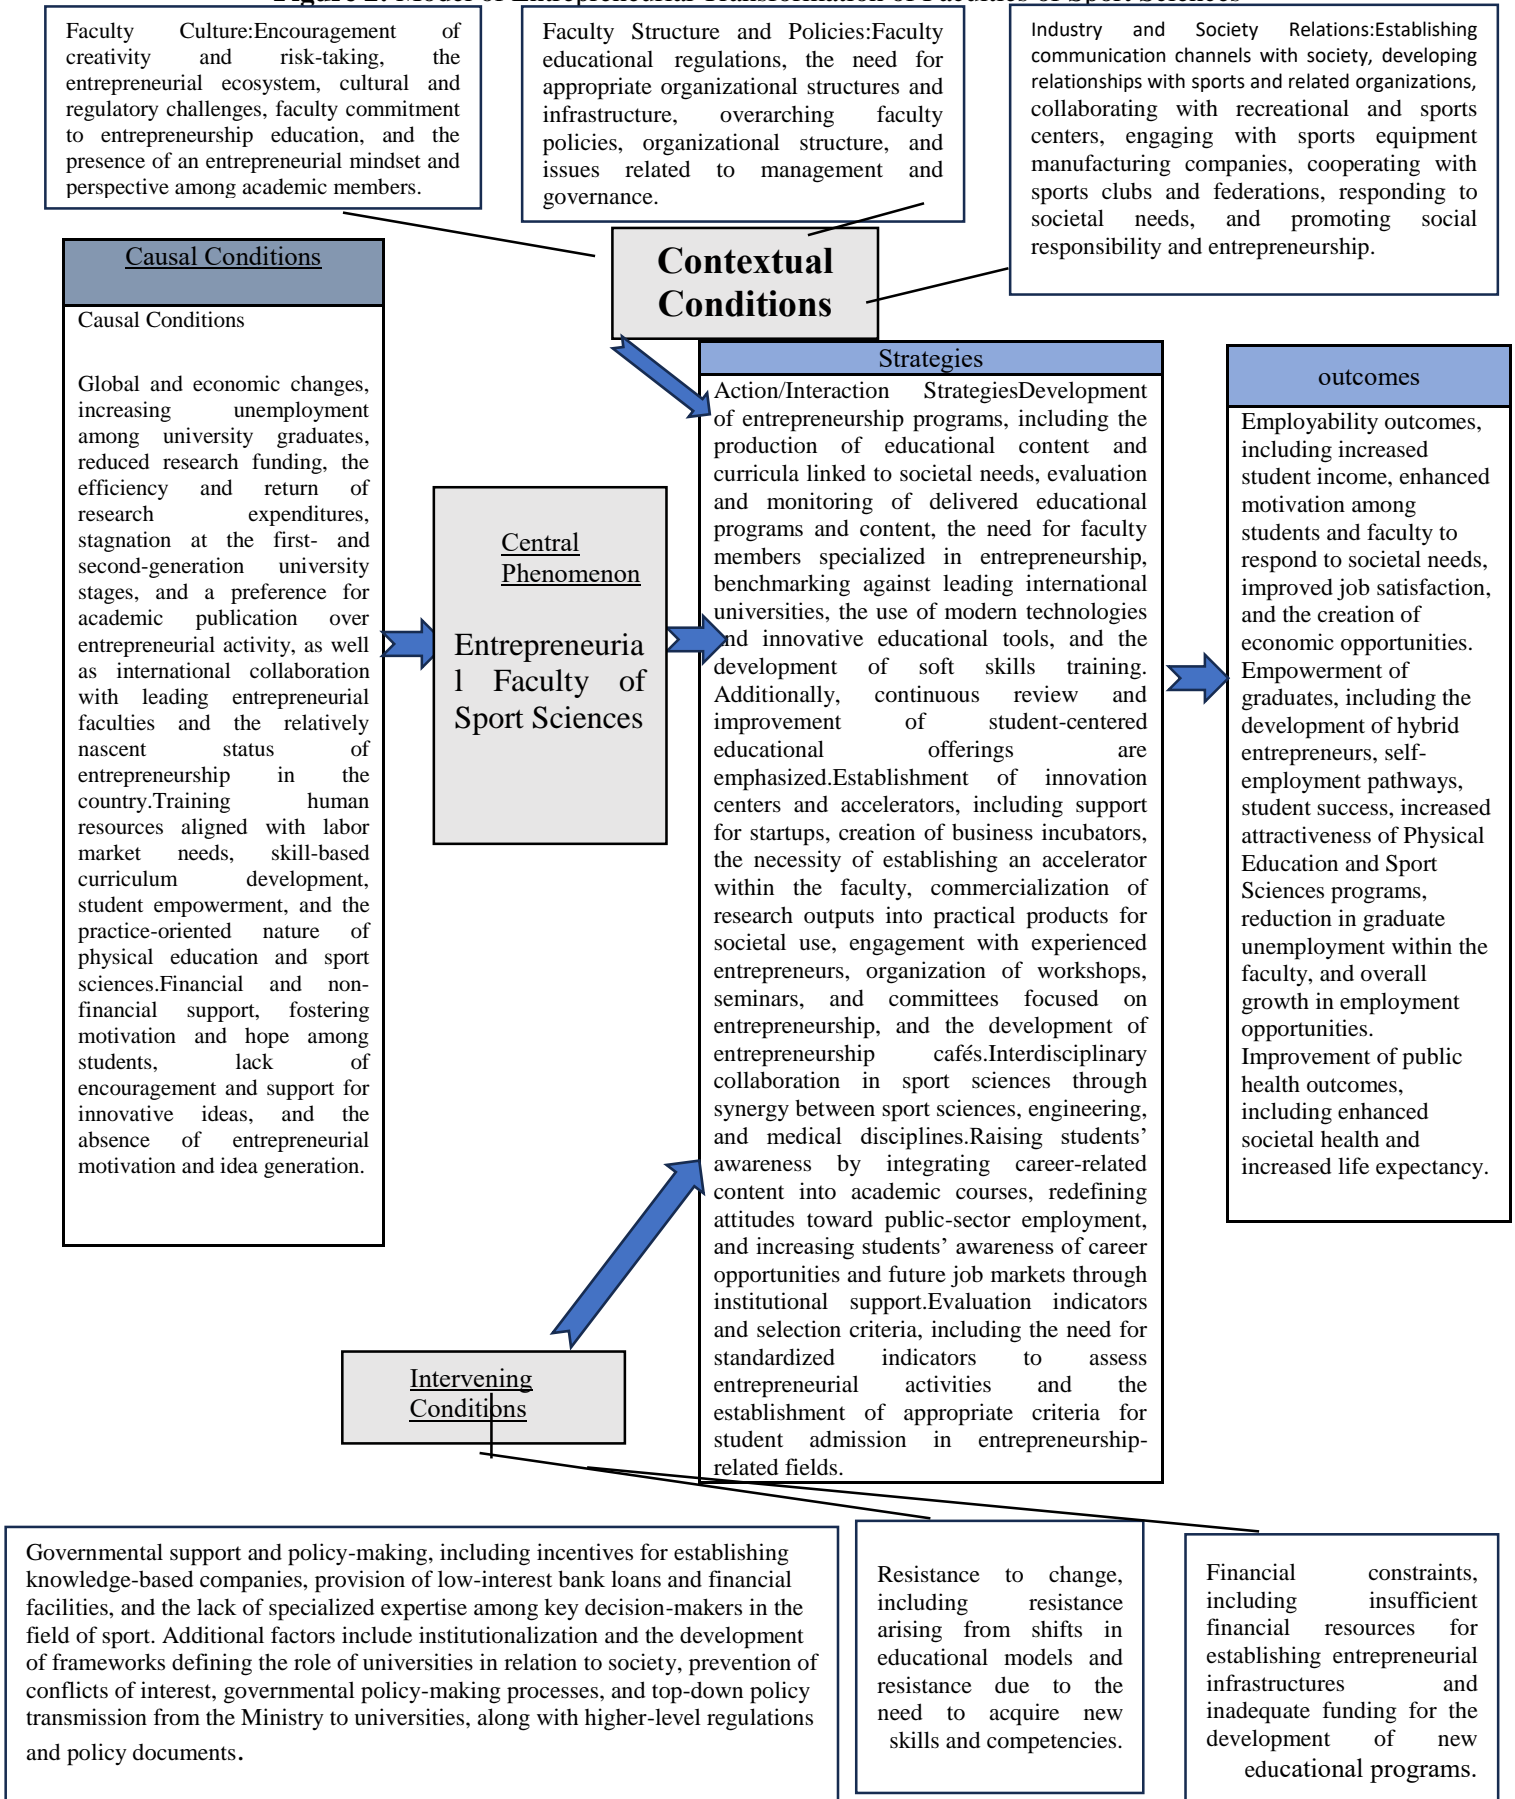 Figure 2. Model of Entrepreneurial Transformation of Faculties of Sport Sciences
Faculty Culture:Encouragement of
creativity and risk-taking, the
entrepreneurial ecosystem, cultural and
regulatory challenges, faculty commitment
to entrepreneurship education, and the
presence of an entrepreneurial mindset and
perspective among academic members.
Faculty Structure and Policies:Faculty
educational regulations, the need for
appropriate organizational structures and
infrastructure, overarching faculty
policies, organizational structure, and
issues related to management and
governance.
Industry and Society Relations:Establishing
communication channels with society, developing
relationships with sports and related organizations,
collaborating with recreational and sports
centers, engaging with sports equipment
manufacturing companies, cooperating with
sports clubs and federations, responding to
societal needs, and promoting social
responsibility and entrepreneurship.
Contextual
Conditions
Causal Conditions
Causal Conditions
Global and economic changes,
increasing unemployment
among university graduates,
reduced research funding, the
efficiency and return of
research expenditures,
stagnation at the first- and
second-generation university
stages, and a preference for
academic publication over
entrepreneurial activity, as well
as international collaboration
with leading entrepreneurial
faculties and the relatively
nascent status of
entrepreneurship in the
country.Training human
resources aligned with labor
market needs, skill-based
curriculum development,
student empowerment, and the
practice-oriented nature of
physical education and sport
sciences.Financial and non-
financial support, fostering
motivation and hope among
students, lack of
encouragement and support for
innovative ideas, and the
absence of entrepreneurial
motivation and idea generation.
Central
Phenomenon
Entrepreneuria
l Faculty of
Sport Sciences
Strategies
Action/Interaction StrategiesDevelopment
of entrepreneurship programs, including the
production of educational content and
curricula linked to societal needs, evaluation
and monitoring of delivered educational
programs and content, the need for faculty
members specialized in entrepreneurship,
benchmarking against leading international
universities, the use of modern technologies
and innovative educational tools, and the
development of soft skills training.
Additionally, continuous review and
improvement of student-centered
educational offerings are
emphasized.Establishment of innovation
centers and accelerators, including support
for startups, creation of business incubators,
the necessity of establishing an accelerator
within the faculty, commercialization of
research outputs into practical products for
societal use, engagement with experienced
entrepreneurs, organization of workshops,
seminars, and committees focused on
entrepreneurship, and the development of
entrepreneurship cafés.Interdisciplinary
collaboration in sport sciences through
synergy between sport sciences, engineering,
and medical disciplines.Raising students’
awareness by integrating career-related
content into academic courses, redefining
attitudes toward public-sector employment,
and increasing students’ awareness of career
opportunities and future job markets through
institutional support.Evaluation indicators
and selection criteria, including the need for
standardized indicators to assess
entrepreneurial activities and the
establishment of appropriate criteria for
student admission in entrepreneurship-
related fields.
outcomes
Employability outcomes,
including increased
student income, enhanced
motivation among
students and faculty to
respond to societal needs,
improved job satisfaction,
and the creation of
economic opportunities.
Empowerment of
graduates, including the
development of hybrid
entrepreneurs, self-
employment pathways,
student success, increased
attractiveness of Physical
Education and Sport
Sciences programs,
reduction in graduate
unemployment within the
faculty, and overall
growth in employment
opportunities.
Improvement of public
health outcomes,
including enhanced
societal health and
increased life expectancy.
Intervening
Conditions
Governmental support and policy-making, including incentives for establishing
knowledge-based companies, provision of low-interest bank loans and financial
facilities, and the lack of specialized expertise among key decision-makers in the
field of sport. Additional factors include institutionalization and the development
of frameworks defining the role of universities in relation to society, prevention of
conflicts of interest, governmental policy-making processes, and top-down policy
transmission from the Ministry to universities, along with higher-level regulations
and policy documents.
Resistance to change,
including resistance
arising from shifts in
educational models and
resistance due to the
need to acquire new
skills and competencies.
Financial constraints,
including insufficient
financial resources for
establishing entrepreneurial
infrastructures and
inadequate funding for the
development of new
educational programs.